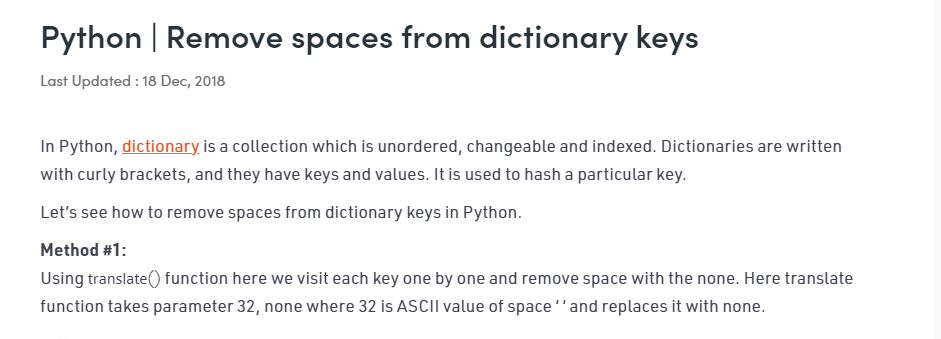 Python | Remove spaces from dictionary keys
Last Updated : 18 Dec, 2018
In Python, dictionary is a collection which is unordered, changeable and indexed. Dictionaries are written
with curly brackets, and they have keys and values. It is used to hash a particular key.
Let’s see how to remove spaces from dictionary keys in Python.
Method #1:
Using translate() function here we visit each key one by one and remove space with the none. Here translate
function takes parameter 32, none where 32 is ASCII value of space ‘ ‘ and replaces it with none.